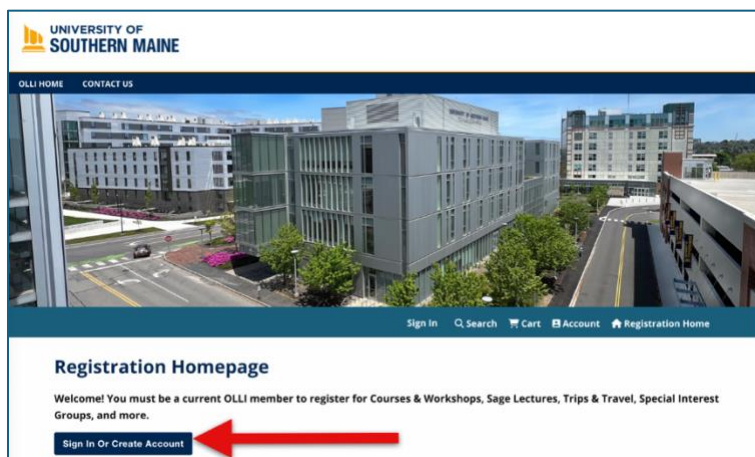 UNIVERSITY OF
SOUTHERN MAINE
OLLI HOME CONTACT US
Sign In Search Cart Account Registration Home
Registration Homepage
Welcome! You must be a current OLLI member to register for Courses & Workshops, Sage Lectures, Trips & Travel, Special Interest
Groups, and more.
Sign In Or Create Account